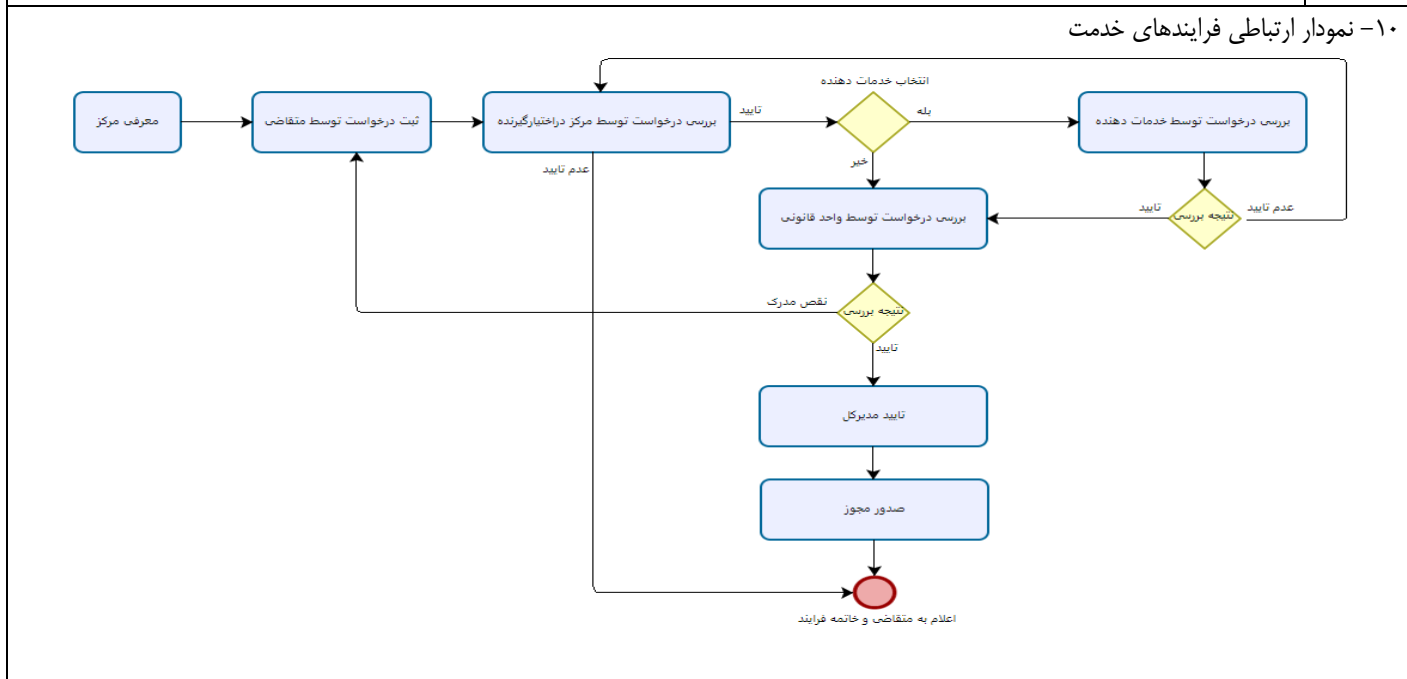 ۱۰- نمودار ارتباطی فرایندهای خدمت
انتخاب خدمات دهنده
معرفی مرکز
ثبت درخواست توسط متقاضی
بررسی درخواست توسط مرکز دراختیارگیرنده
تایید
بله
بررسی درخواست توسط خدمات دهنده
عدم تایید
خیر
بررسی درخواست توسط واحد قانونی
تایید
نتیجه بررسی
عدم تایید
نقص مدرک
نتیجه بررسی
تایید
تایید مدیرکل
صدور مجوز
اعلام به متقاضی و خاتمه فرایند